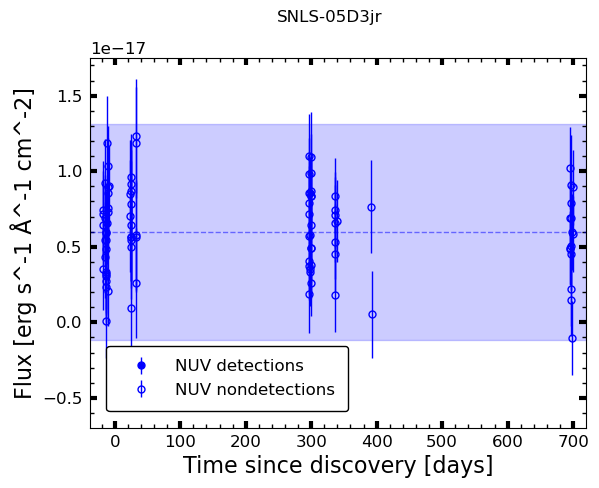 SNLS-05D3jr
1e−17
Flux [erg s^-1 Å^-1 cm^-2]
1.5
1.0
0.5
0.0
−0.5
NUV detections
NUV nondetections
0 100 200 300 400 500 600 700
Time since discovery [days]